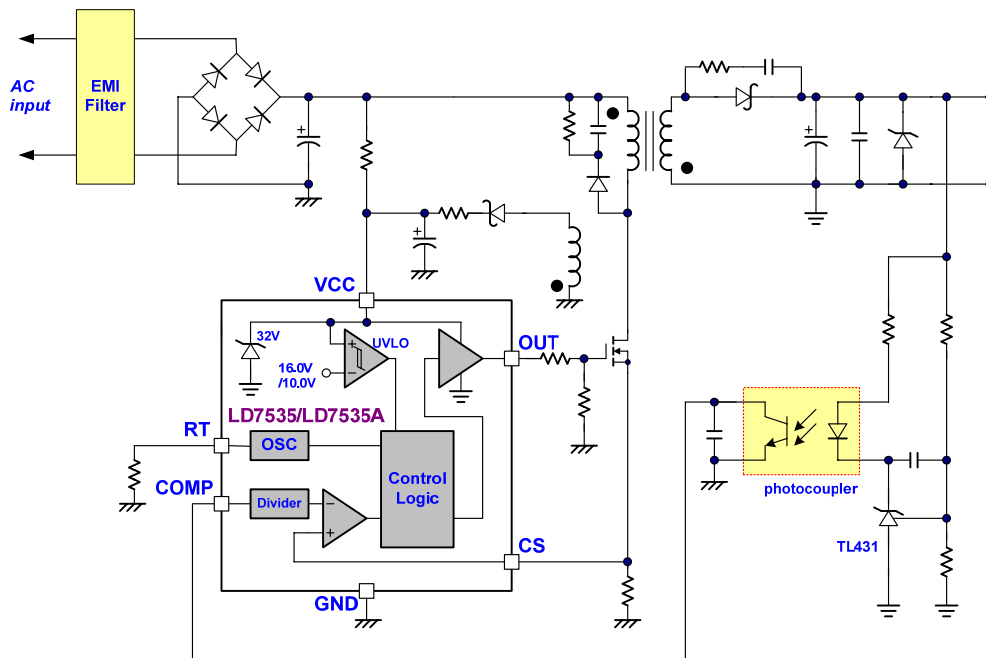 AC
input
EMI
Filter
VCC
32V
UVLO
16.0V
/10.0V
OUT
LD7535/LD7535A
RT
OSC
COMP
Divider
Control
Logic
CS
GND
photocoupler
TL431